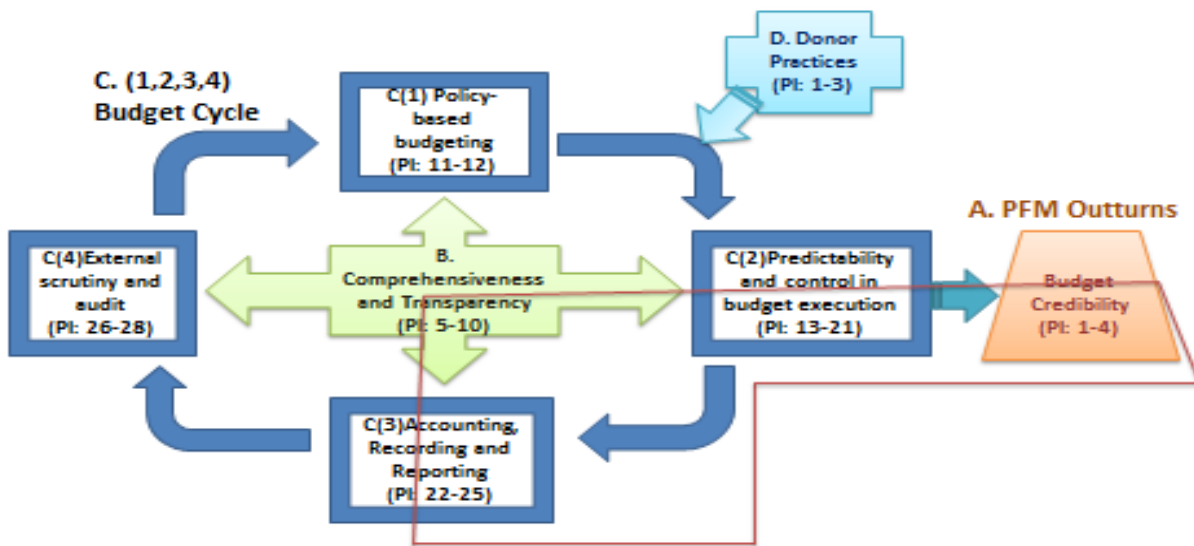 D. Donor
Practices
(PI: 1-3)
C. (1,2,3,4)
Budget Cycle
C(1) Policy-
based
budgeting
(PI: 11-12)
A. PFM Outturns
C(4)External
scrutiny and
audit
(PI: 26-28)
B.
Comprehensiveness
and Transparency
(PI: 5-10)
C(2)Predictability
and control in
budget execution
(PI: 13-21)
Budget
Credibility
(PI: 1-4)
C(3)Accounting,
Recording and
Reporting
(PI: 22-25)